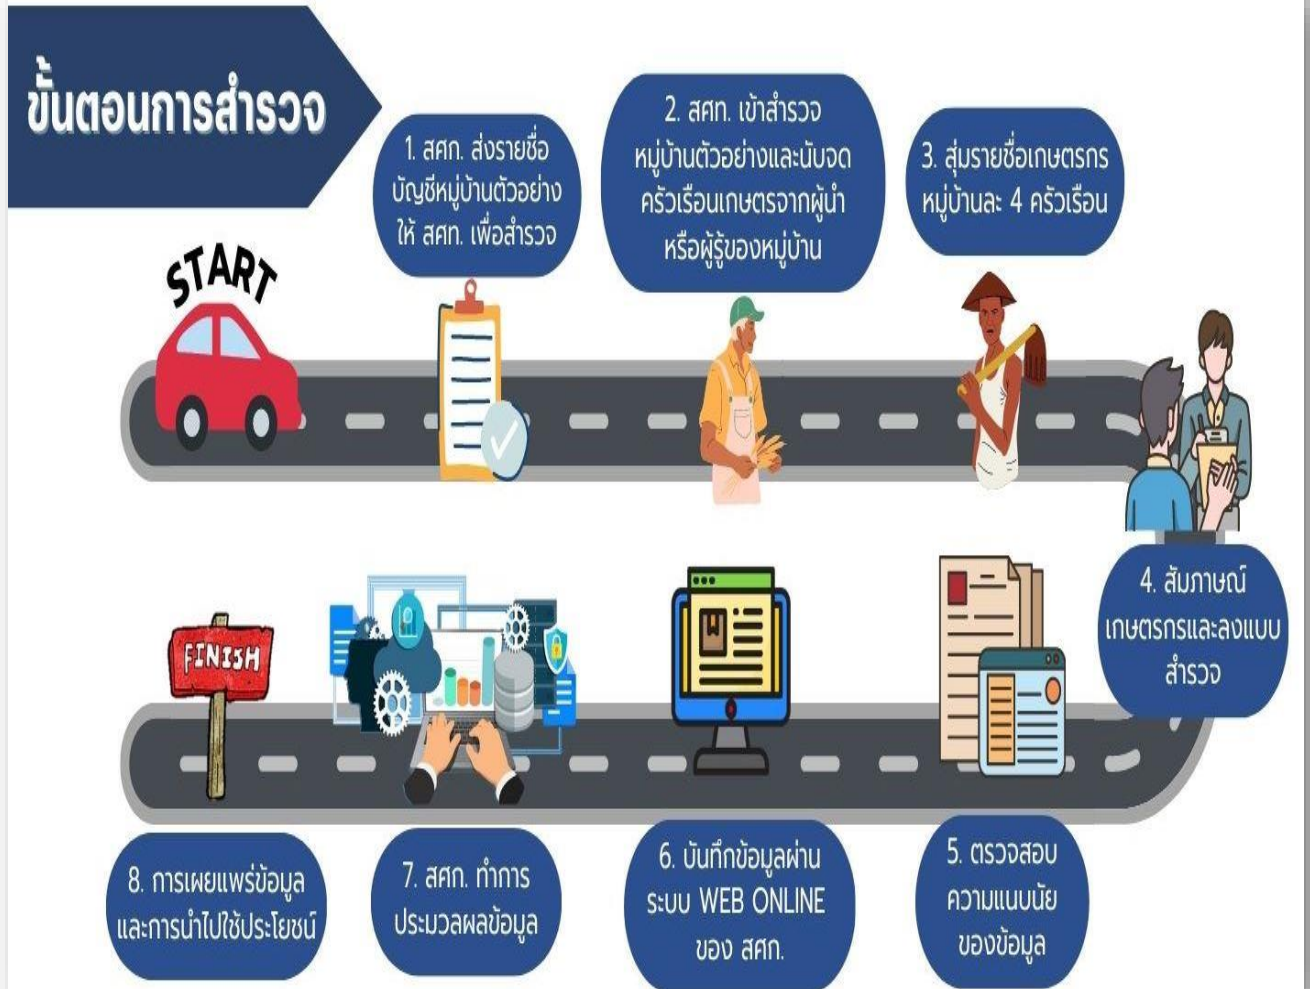 ขั้นตอนการสำรวจ
START
1. สศก. ส่งรายชื่อ
บัญชีหมู่บ้านตัวอย่าง
ให้ สศท. เพื่อสำรวจ
2. สศท. เข้าสำรวจ
หมู่บ้านตัวอย่างและนับจด
ครัวเรือนเกษตรจากผู้นำ
หรือผู้รู้ของหมู่บ้าน
3. สุ่มรายชื่อเกษตรกร
หมู่บ้านละ 4 ครัวเรือน
4. สัมภาษณ์
เกษตรกรและลงแบบ
สำรวจ
5. ตรวจสอบ
ความแนบนัย
ของข้อมูล
6. บันทึกข้อมูลผ่าน
ระบบ WEB ONLINE
ของ สศก.
7. สศก. ทำการ
ประมวลผลข้อมูล
8. การเผยแพร่ข้อมูล
และการนำไปใช้ประโยชน์
FINISH